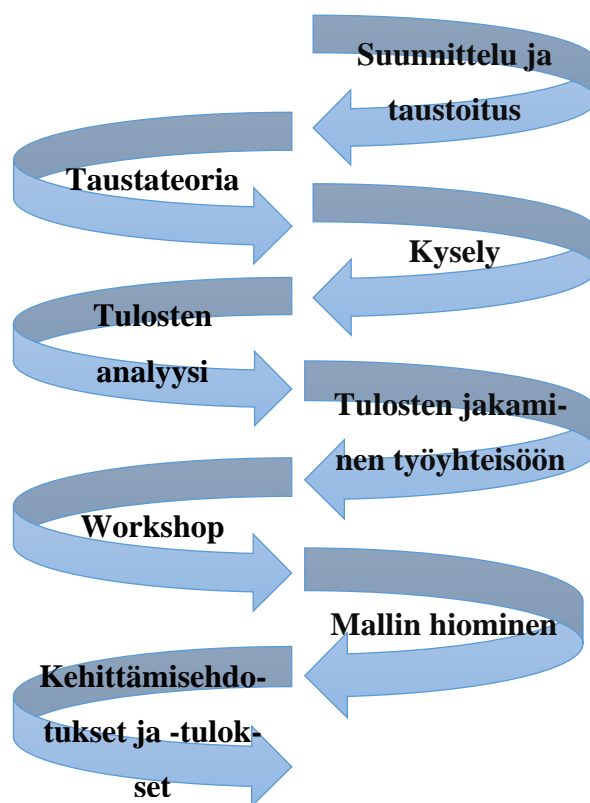 Suunnittelu ja
taustoitus
Taustateoria
Kysely
Tulosten
analyysi
Tulosten jakami-
nen työyhteisöön
Workshop
Mallin hiominen
Kehittämisehdo-
tukset ja -tulok-
set